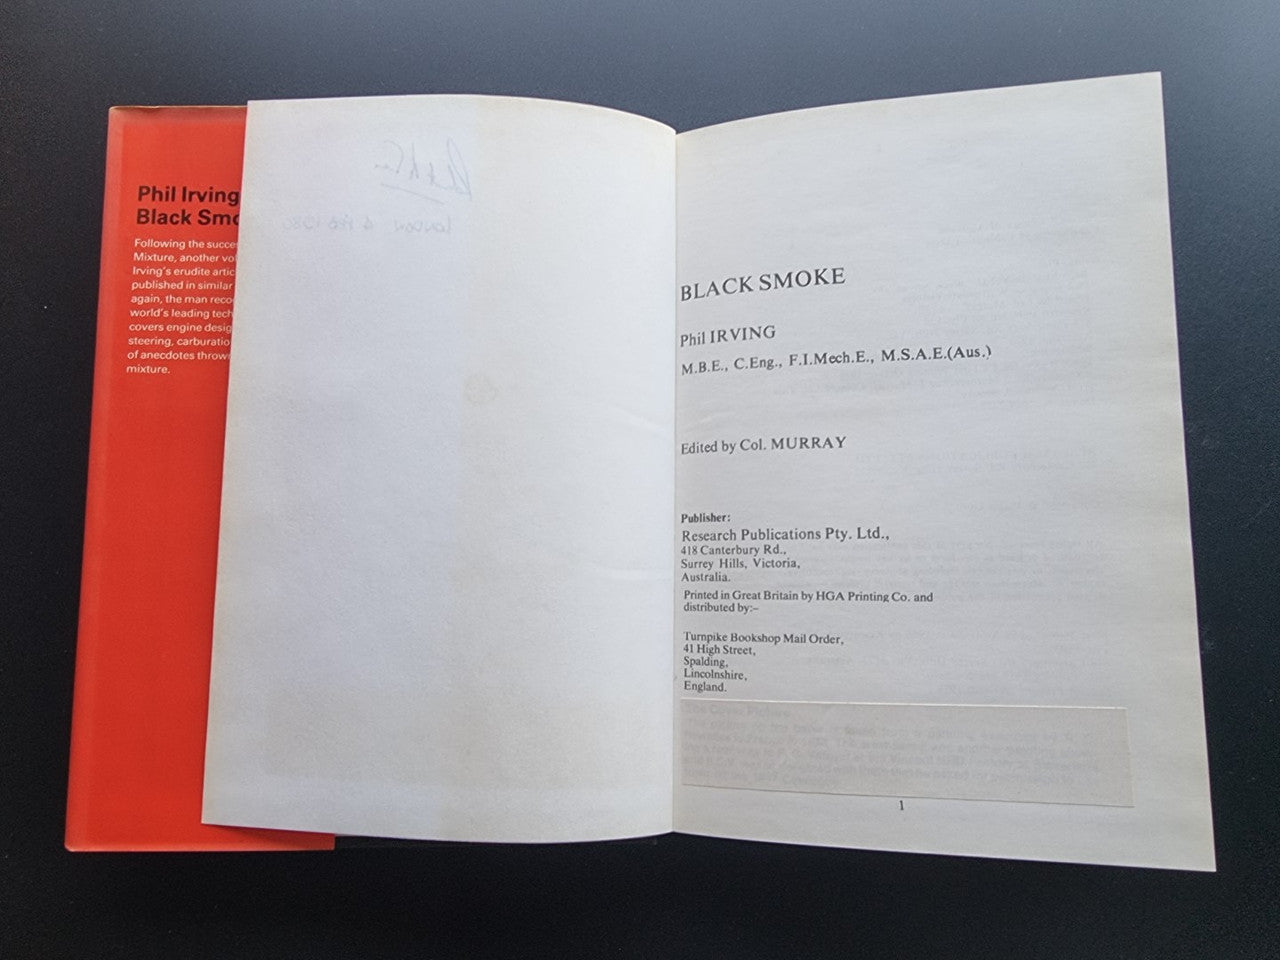 Phil Irving
Black Smo
Following the succe
Mixture, another vo
Irving's erudite artic
published in similar
again, the man reco
world's leading tech
covers engine desig
steering, carburatio
of anecdotes throw
mixture.
London 6 Feb 1980
BLACK SMOKE
Phil IRVING
M.B.E., C.Eng., F.I.Mech.E., M.S.A.E.(Aus.)
Edited by Col. MURRAY
Publisher:
Research Publications Pty. Ltd.,
418 Canterbury Rd.,
Surrey Hills, Victoria,
Australia.
Printed in Great Britain by HGA Printing Co. and
distributed by:–
Turnpike Bookshop Mail Order,
41 High Street,
Spalding,
Lincolnshire,
England.
1